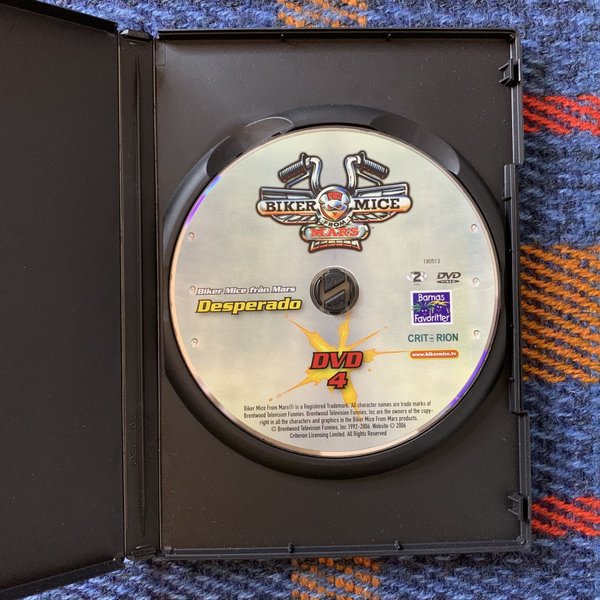 BIKER MICE
FROM
MARS
180513
2
DVD
VIDEO
Biker Mice från Mars
Desperado
Barnas
Favoritter
CRITERION
DVD
4
www.bikermice.tv
Biker Mice From Mars® is a Registered Trademark. All character names are trade marks of
Brentwood Television Funnies. Brentwood Television Funnies, Inc are the owners of the copy-
right in all the characters and graphics in the Biker Mice From Mars products.
© Brentwood Television Funnies, Inc 1992-2006. Website © 2006
Criterion Licensing Limited. All Rights Reserved